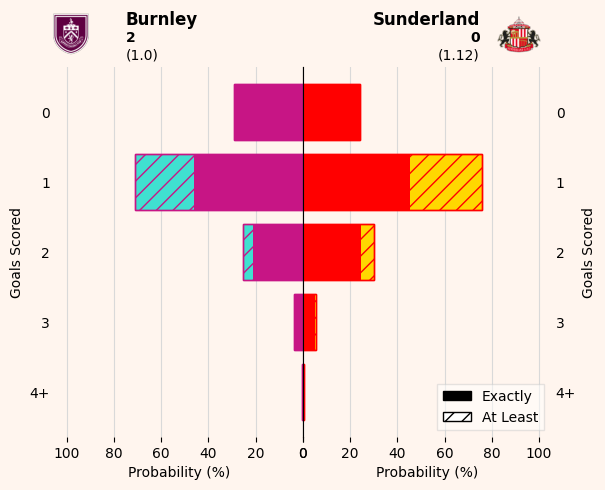 Burnley
2
(1.0)
Sunderland
0
(1.12)
Goals Scored
0
1
2
3
4+
0
1
2
3
4+
Goals Scored
Exactly
At Least
100 80 60 40 20 0 0 20 40 60 80 100
Probability (%)
Probability (%)